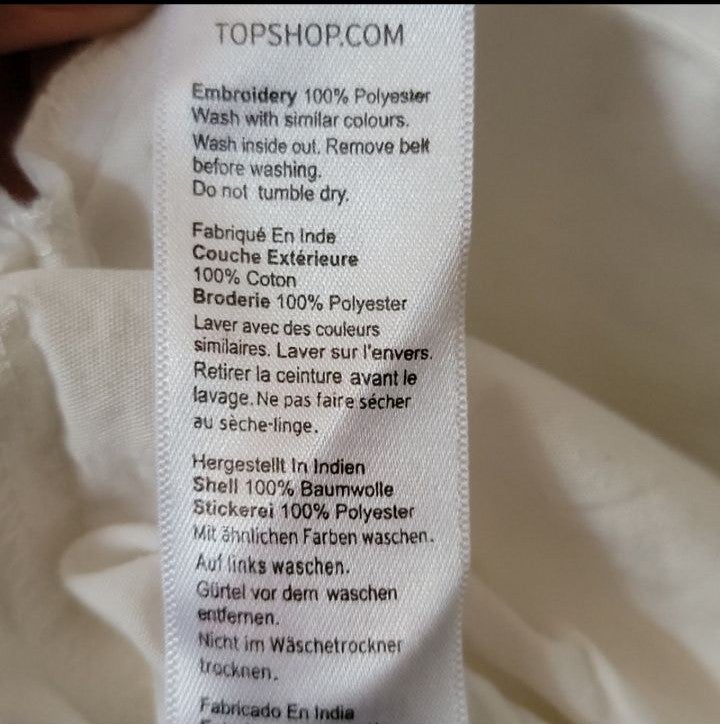 TOPSHOP.COM
Embroidery 100% Polyester
Wash with similar colours.
Wash inside out. Remove belt
before washing.
Do not tumble dry.
Fabriqué En Inde
Couche Extérieure
100% Coton
Broderie 100% Polyester
Laver avec des couleurs
similaires. Laver sur l'envers.
Retirer la ceinture avant le
lavage. Ne pas faire sécher
au sèche-linge.
Hergestellt In Indien
Shell 100% Baumwolle
Stickerei 100% Polyester
Mit ähnlichen Farben waschen.
Auf links waschen.
Gürtel vor dem waschen
entfernen.
Nicht im Wäschetrockner
trocknen.
Fabricado En India